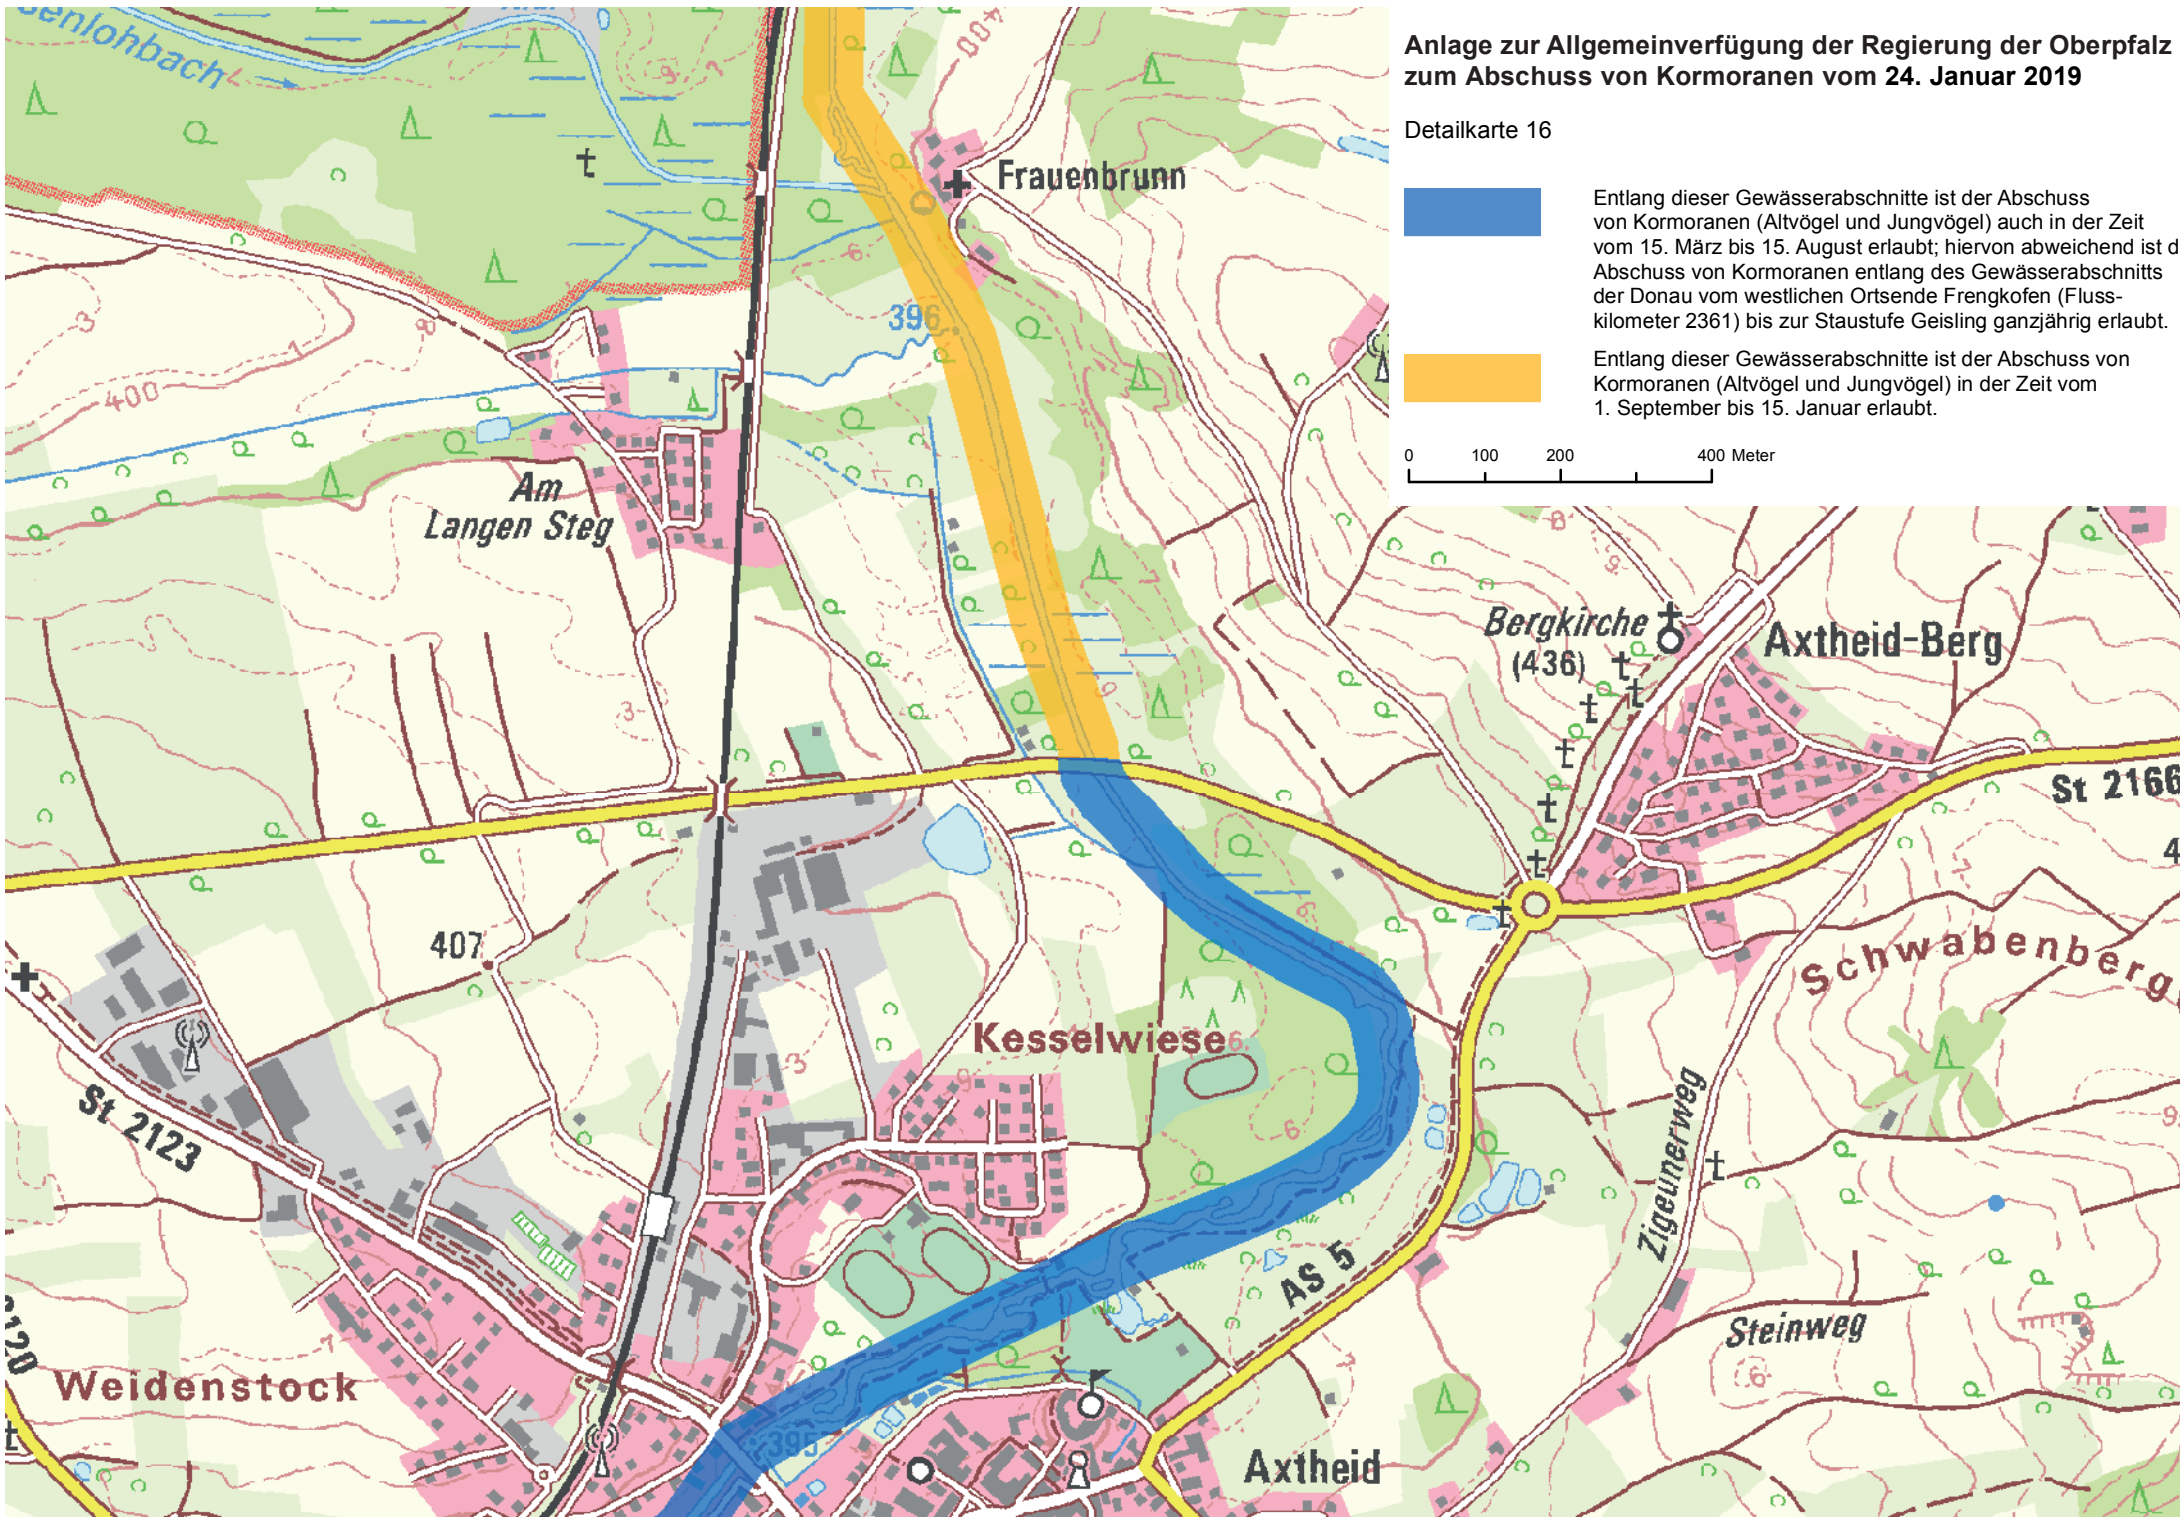 Anlage zur Allgemeinverfügung der Regierung der Oberpfalz
zum Abschuss von Kormoranen vom 24. Januar 2019
Detailkarte 16
Entlang dieser Gewässerabschnitte ist der Abschuss
von Kormoranen (Altvögel und Jungvögel) auch in der Zeit
vom 15. März bis 15. August erlaubt; hiervon abweichend ist d
Abschuss von Kormoranen entlang des Gewässerabschnitts
der Donau vom westlichen Ortsende Frengkofen (Fluss-
kilometer 2361) bis zur Staustufe Geisling ganzjährig erlaubt.
Entlang dieser Gewässerabschnitte ist der Abschuss von
Kormoranen (Altvögel und Jungvögel) in der Zeit vom
1. September bis 15. Januar erlaubt.
0 100 200 400 Meter
enlohbach
400
Frauenbrunn
396
400
Am
Langen Steg
Bergkirche
(436)
Axtheid-Berg
St 2166
407
Schwabenberg
Kesselwiese
St 2123
Zigeunerweg
AS 5
Steinweg
2120
Weidenstock
395
Axtheid